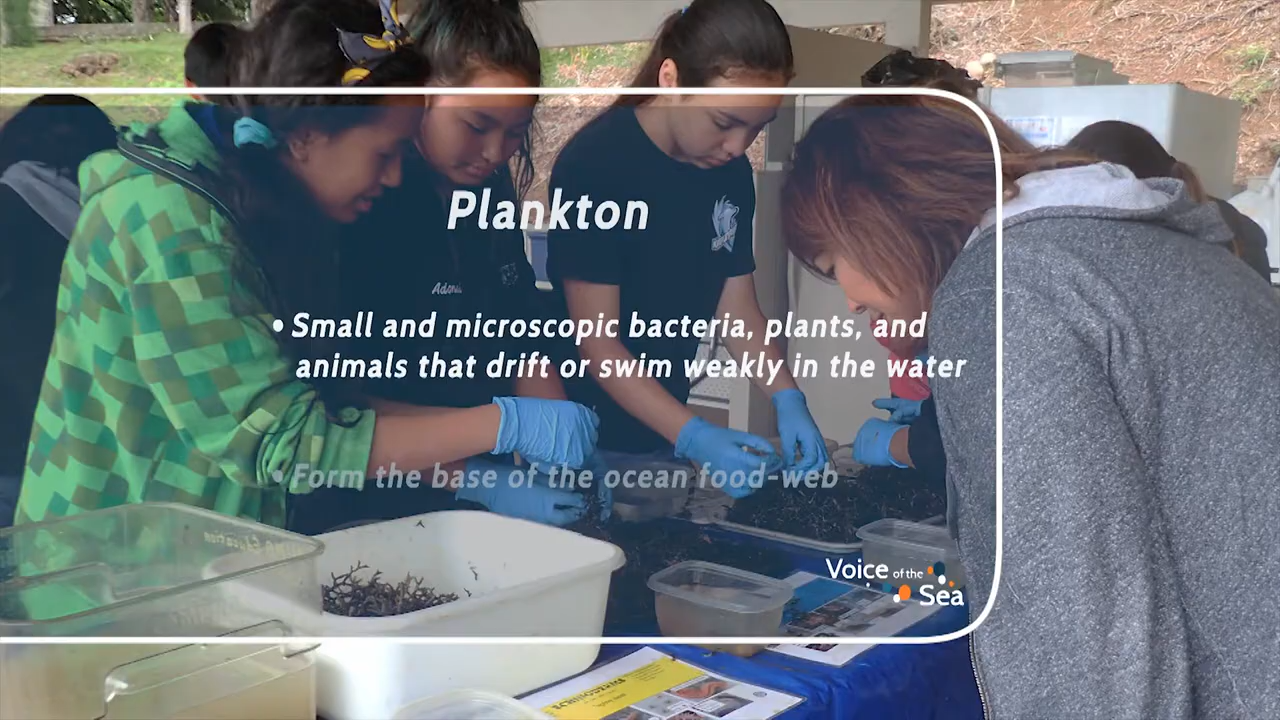 Plankton
• Small and microscopic bacteria, plants, and
animals that drift or swim weakly in the water
• Form the base of the ocean food-web
Voice of the
Sea